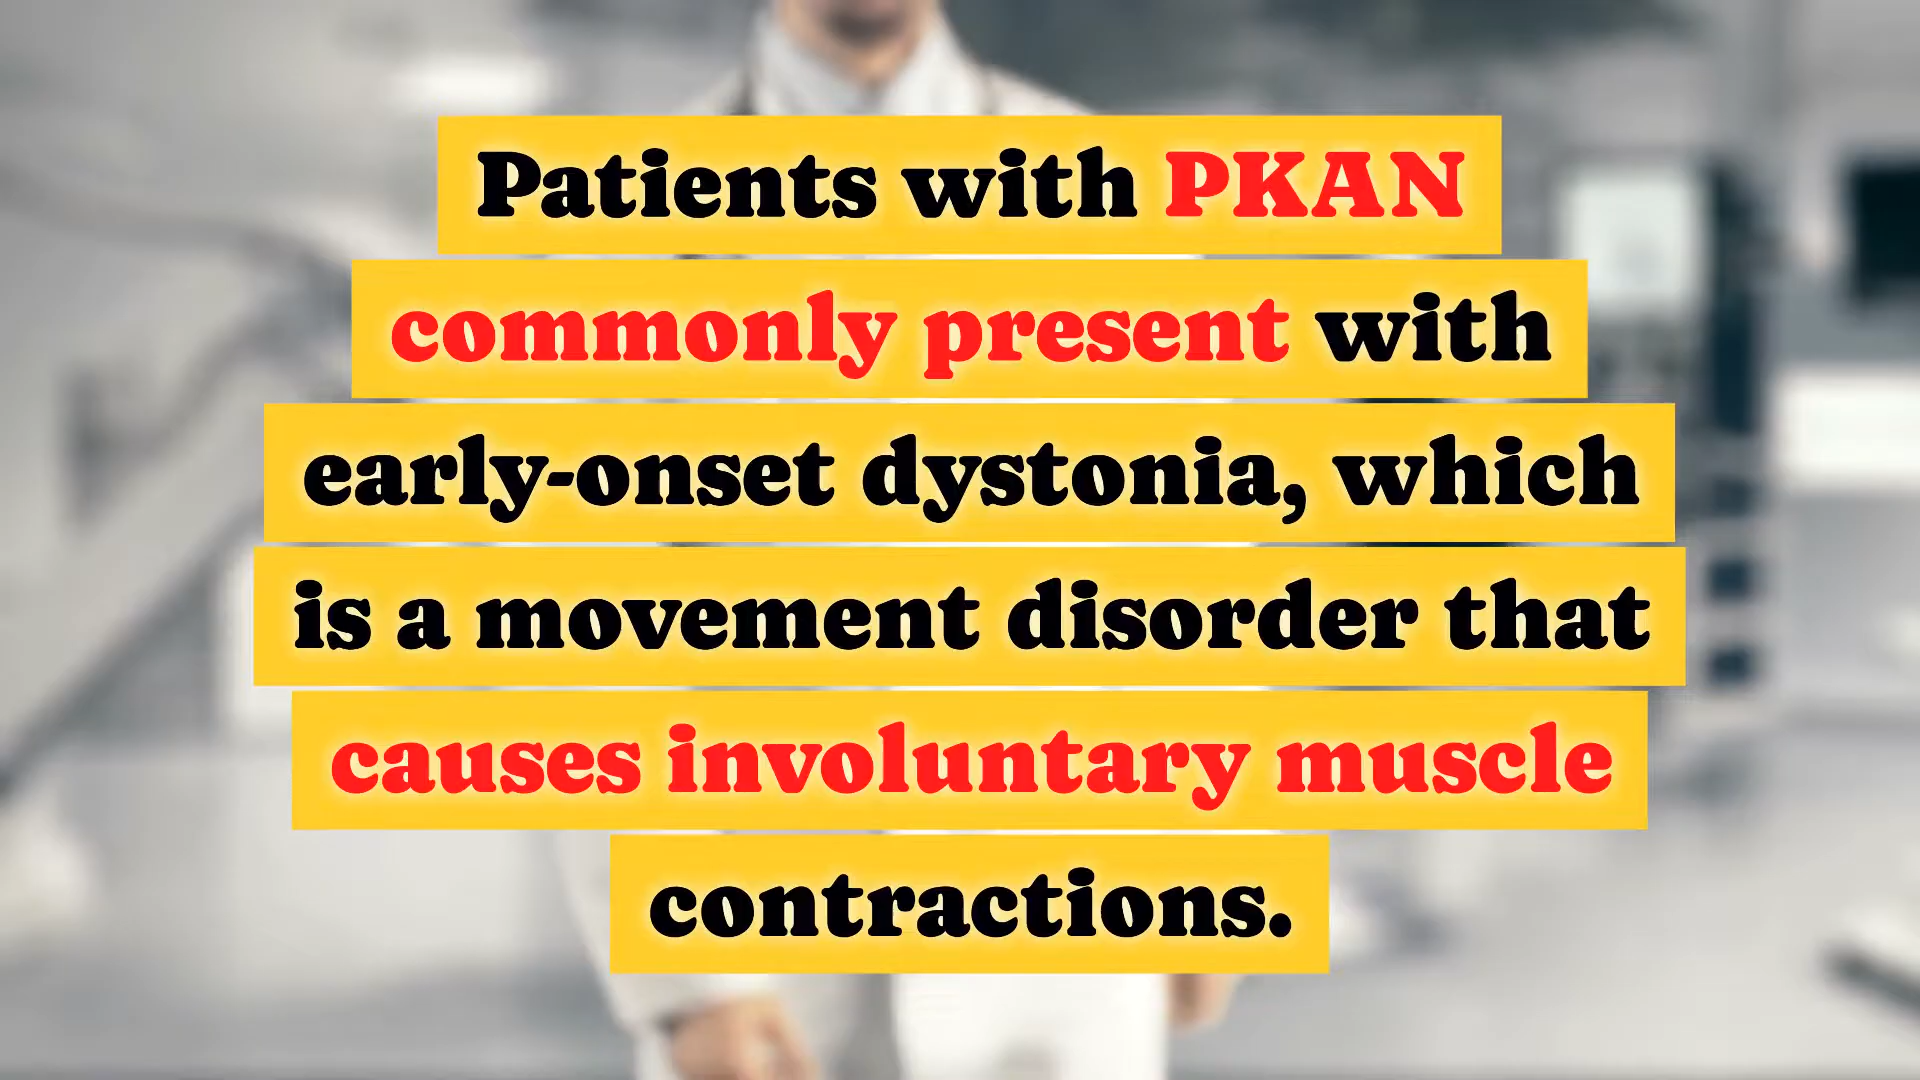 Patients with PKAN
commonly present with
early-onset dystonia, which
is a movement disorder that
causes involuntary muscle
contractions.